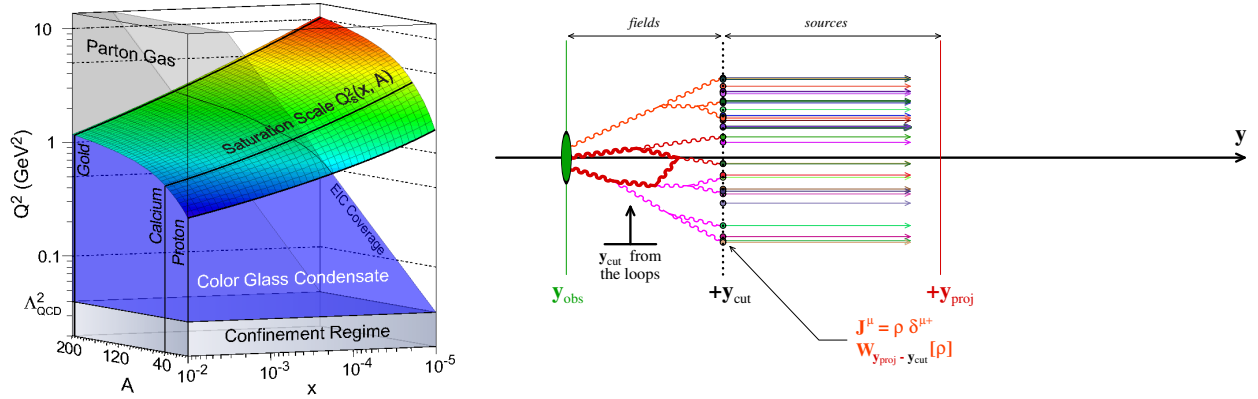 10
1
0.1
Λ²QCD
Q² (GeV²)
Parton Gas
Saturation Scale Q²s(x, A)
Gold
Calcium
Proton
EIC Coverage
Color Glass Condensate
Confinement Regime
200
120
40
A
10⁻²
10⁻³
10⁻⁴
10⁻⁵
x
fields
sources
y
ycut from
the loops
yobs
+ycut
+yproj
Jμ = ρ δμ+
Wyproj - ycut[ρ]